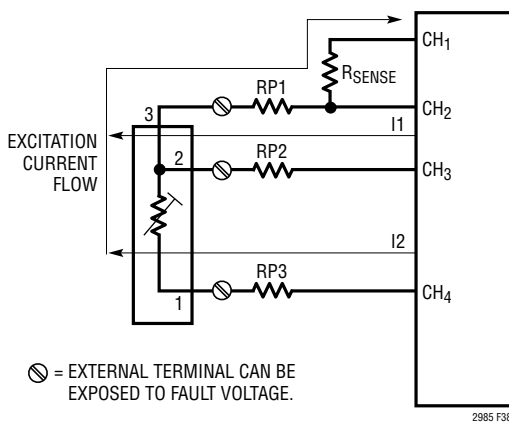 CH1
RSENSE
RP1
CH2
3
I1
EXCITATION
CURRENT
FLOW
2
RP2
CH3
I2
RP3
1
CH4
= EXTERNAL TERMINAL CAN BE
EXPOSED TO FAULT VOLTAGE.
2985 F38